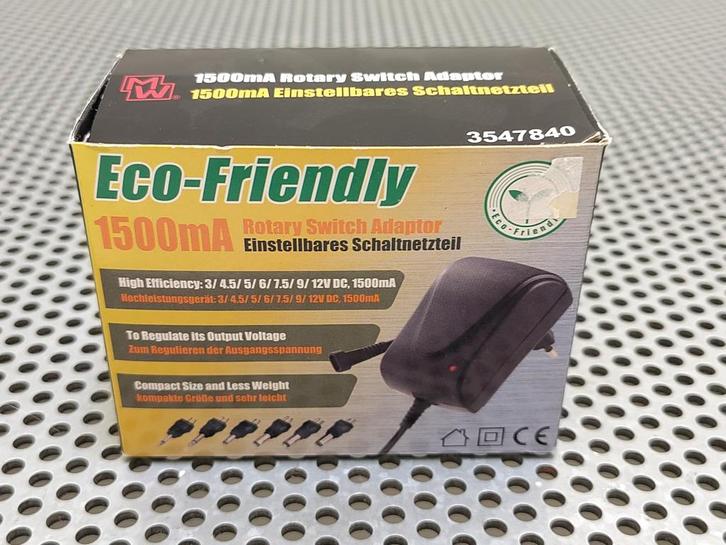 MW®
1500mA Rotary Switch Adaptor
1500mA Einstellbares Schaltnetzteil
3547840
Eco-Friendly
1500mA Rotary Switch Adaptor
Einstellbares Schaltnetzteil
•Eco-Friendly
High Efficiency: 3/ 4.5/ 5/ 6/ 7.5/ 9/ 12V DC, 1500mA
Hochleistungsgerät: 3/ 4.5/ 5/ 6/ 7.5/ 9/ 12V DC, 1500mA
To Regulate its Output Voltage
Zum Regulieren der Ausgangsspannung
Compact Size and Less Weight
kompakte Größe und sehr leicht
CE